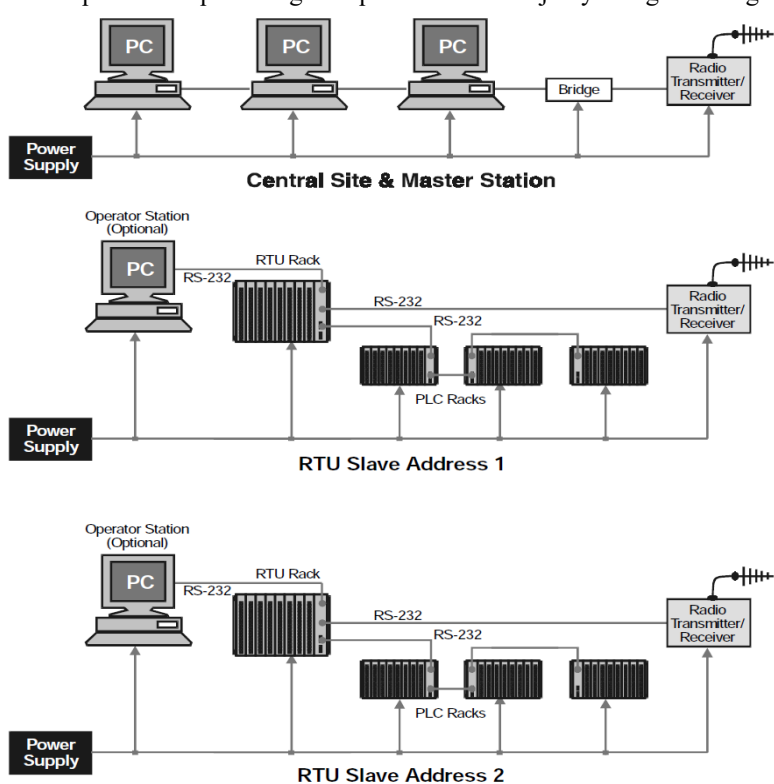 PC PC PC
Radio
Transmitter/
Receiver
Bridge
Power
Supply
Central Site & Master Station
Operator Station
(Optional)
PC
RS-232
RTU Rack
RS-232
RS-232
Radio
Transmitter/
Receiver
PLC Racks
Power
Supply
RTU Slave Address 1
Operator Station
(Optional)
PC
RS-232
RTU Rack
RS-232
RS-232
Radio
Transmitter/
Receiver
PLC Racks
Power
Supply
RTU Slave Address 2